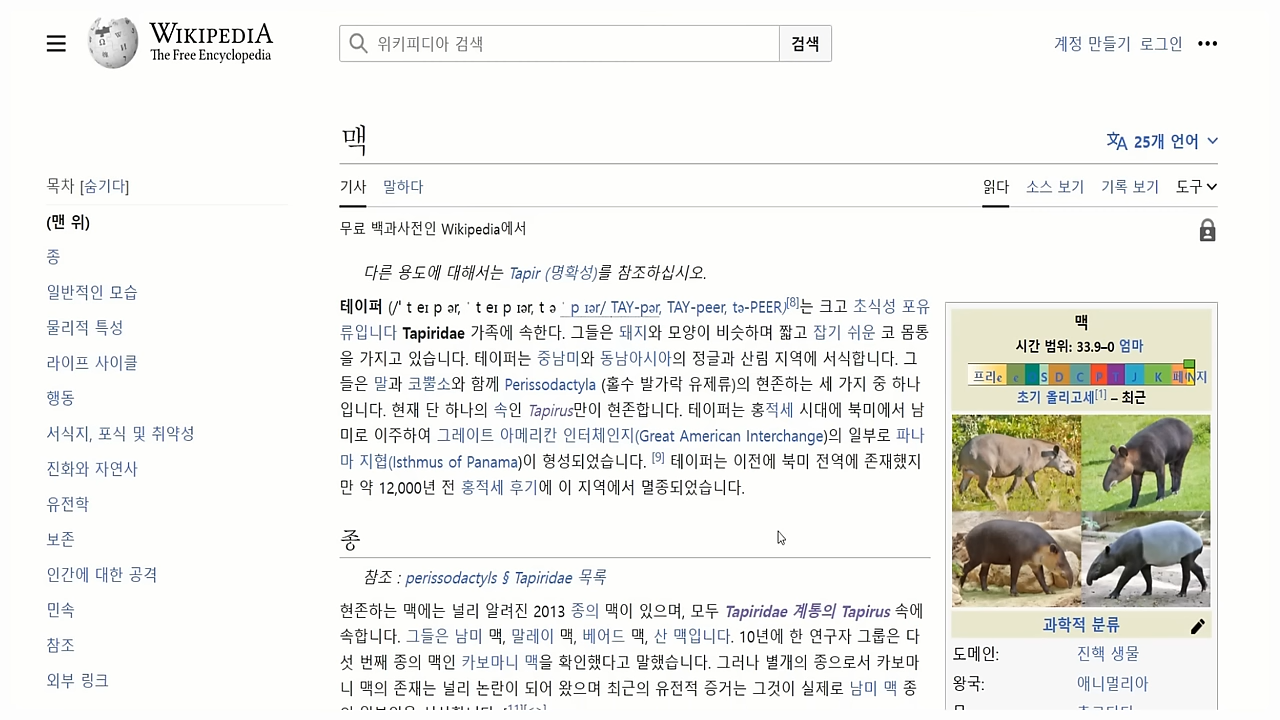 WIKIPEDIA
The Free Encyclopedia
위키피디아 검색
검색
계정 만들기 로그인
맥
25개 언어
목차 [숨기다]
(맨 위)
종
일반적인 모습
물리적 특성
라이프 사이클
행동
서식지, 포식 및 취약성
진화와 자연사
유전학
보존
인간에 대한 공격
민속
참조
외부 링크
기사 말하다
읽다 소스 보기 기록 보기 도구
무료 백과사전인 Wikipedia에서
다른 용도에 대해서는 Tapir (명확성)를 참조하십시오.
테이퍼 (/ˈ t eɪ p ər, ˈ t eɪ p ɪər, t ə ˈ p ɪər/ TAY-pər, TAY-peer, tə-PEER)[8]는 크고 초식성 포유
류입니다 Tapiridae 가족에 속한다. 그들은 돼지와 모양이 비슷하며 짧고 잡기 쉬운 코 몸통
을 가지고 있습니다. 테이퍼는 중남미와 동남아시아의 정글과 산림 지역에 서식합니다. 그
들은 말과 코뿔소와 함께 Perissodactyla (홀수 발가락 유제류)의 현존하는 세 가지 중 하나
입니다. 현재 단 하나의 속인 Tapirus만이 현존합니다. 테이퍼는 홍적세 시대에 북미에서 남
미로 이주하여 그레이트 아메리칸 인터체인지(Great American Interchange)의 일부로 파나
마 지협(Isthmus of Panama)이 형성되었습니다. [9] 테이퍼는 이전에 북미 전역에 존재했지
만 약 12,000년 전 홍적세 후기에 이 지역에서 멸종되었습니다.
종
참조 : perissodactyls § Tapiridae 목록
현존하는 맥에는 널리 알려진 2013 종의 맥이 있으며, 모두 Tapiridae 계통의 Tapirus 속에
속합니다. 그들은 남미 맥, 말레이 맥, 베어드 맥, 산 맥입니다. 10년에 한 연구자 그룹은 다
섯 번째 종의 맥인 카보마니 맥을 확인했다고 말했습니다. 그러나 별개의 종으로서 카보마
니 맥의 존재는 널리 논란이 되어 왔으며 최근의 유전적 증거는 그것이 실제로 남미 맥 종
맥
시간 범위: 33.9–0 엄마
프리 S D C P T J K
초기 올리고세[1] – 최근
과학적 분류
도메인: 진핵 생물
왕국: 애니멀리아